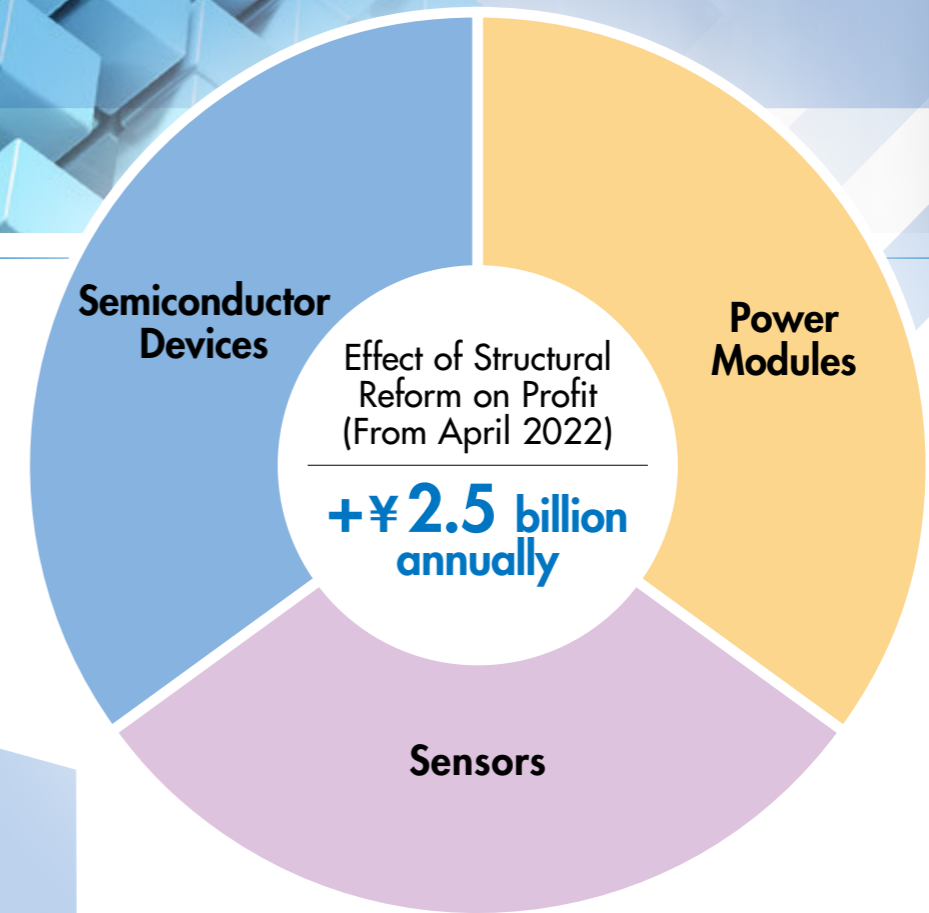 Semiconductor
Devices
Power
Modules
Effect of Structural
Reform on Profit
(From April 2022)
+¥2.5 billion
annually
Sensors